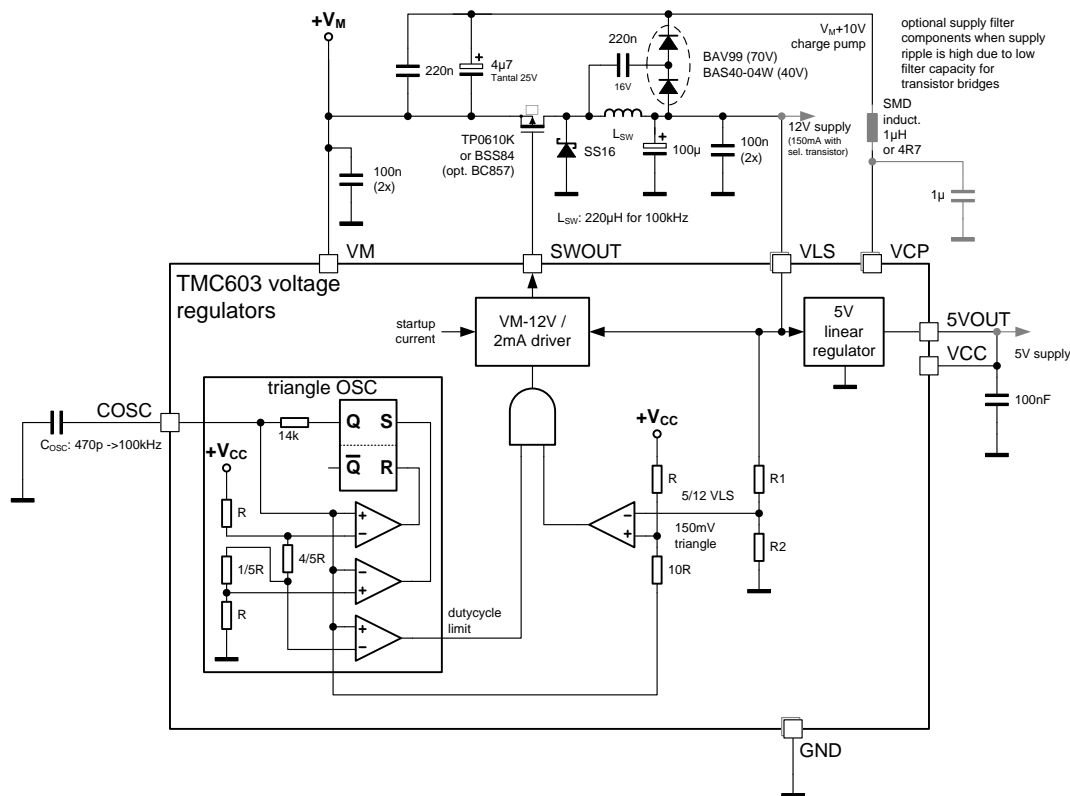 +VM
220n
4µ7
Tantal 25V
220n
16V
BAV99 (70V)
BAS40-04W (40V)
VM+10V
charge pump
optional supply filter
components when supply
ripple is high due to low
filter capacity for
transistor bridges
100n
(2x)
TP0610K
or BSS84
(opt. BC857)
SS16
LSW
100µ
100n
(2x)
12V supply
(150mA with
sel. transistor)
SMD
induct.
1µH
or 4R7
1µ
LSW: 220µH for 100kHz
VM
SWOUT
VLS
VCP
TMC603 voltage
regulators
startup
current
VM-12V /
2mA driver
5V
linear
regulator
5VOUT
VCC
5V supply
100nF
triangle OSC
COSC
COSC: 470p ->100kHz
14k
Q S
Q R
+VCC
R
4/5R
1/5R
R
+
−
−
+
+
−
dutycycle
limit
+VCC
R
5/12 VLS
−
+
150mV
triangle
10R
R1
R2
GND